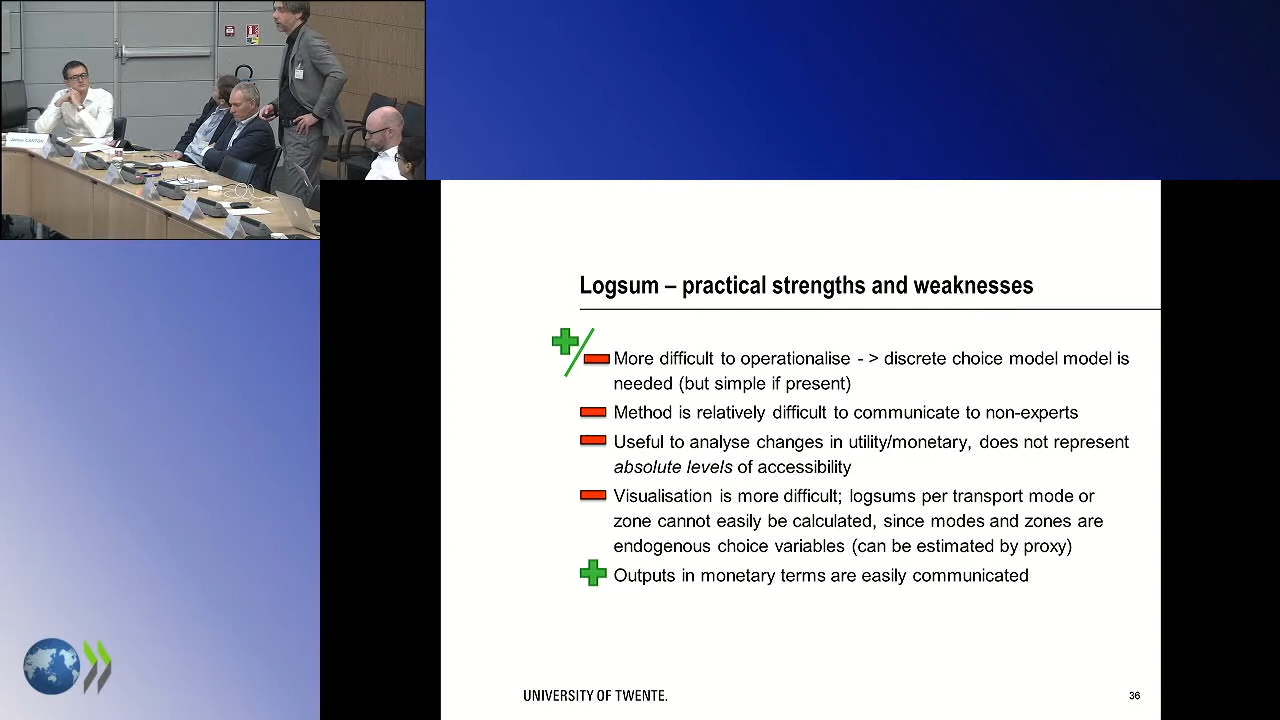 Logsum – practical strengths and weaknesses
More difficult to operationalise - > discrete choice model model is
needed (but simple if present)
Method is relatively difficult to communicate to non-experts
Useful to analyse changes in utility/monetary, does not represent
absolute levels of accessibility
Visualisation is more difficult; logsums per transport mode or
zone cannot easily be calculated, since modes and zones are
endogenous choice variables (can be estimated by proxy)
Outputs in monetary terms are easily communicated
UNIVERSITY OF TWENTE.
36